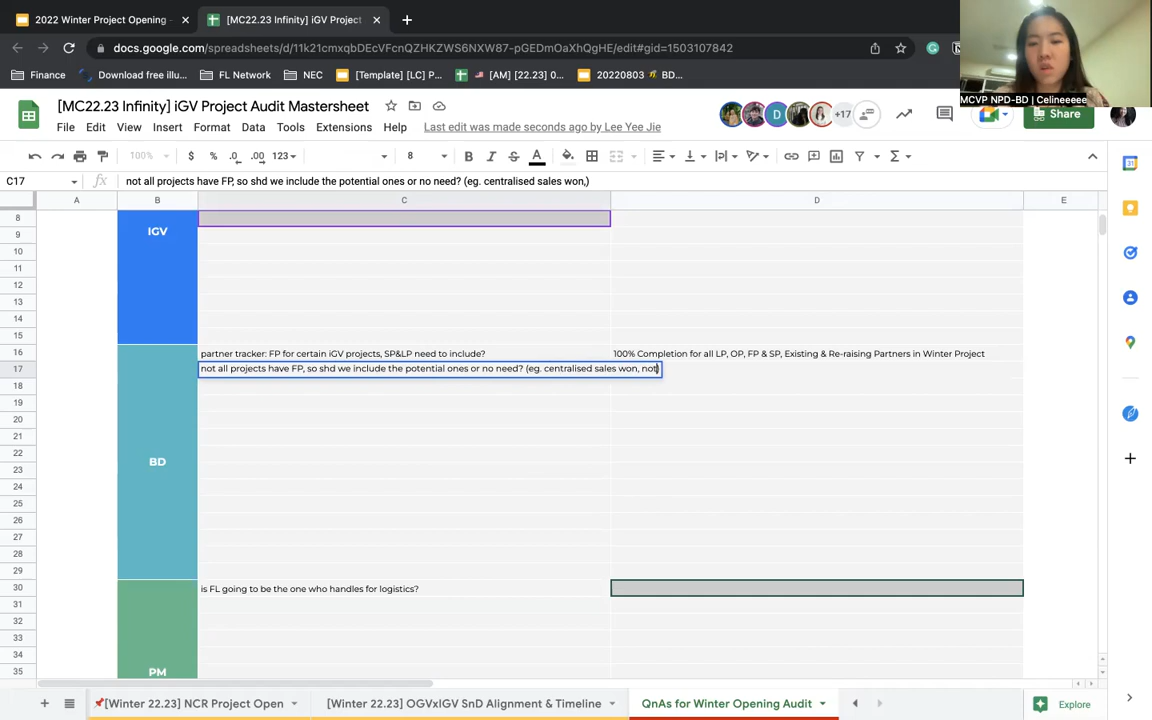 2022 Winter Project Opening -
[MC22.23 Infinity] iGV Project
docs.google.com/spreadsheets/d/11k21cmxqbDEcVFcnQZHKZWS6NXW87-pGEDmOaXhQgHE/edit#gid=1503107842
Finance
Download free illu...
FL Network
NEC
[Template] [LC] P...
[AM] [22.23] 0...
20220803 BD...
MCVP NPD-BD | Celineeeee
[MC22.23 Infinity] iGV Project Audit Mastersheet
+17
Share
File Edit View Insert Format Data Tools Extensions Help Last edit was made seconds ago by Lee Yee Jie
100% $ % .0 .00 123 8 B I S A
C17 fx not all projects have FP, so shd we include the potential ones or no need? (eg. centralised sales won,)
A B C D E
8
IGV
9
10
11
12
13
14
15
16 partner tracker: FP for certain iGV projects, SP&LP need to include? 100% Completion for all LP, OP, FP & SP, Existing & Re-raising Partners in Winter Project
17 not all projects have FP, so shd we include the potential ones or no need? (eg. centralised sales won, not)
18
19
20
21
22
BD
23
24
25
26
27
28
29
30 is FL going to be the one who handles for logistics?
31
32
33
34
35
PM
[Winter 22.23] NCR Project Open
[Winter 22.23] OGVxIGV SnD Alignment & Timeline
QnAs for Winter Opening Audit
Explore